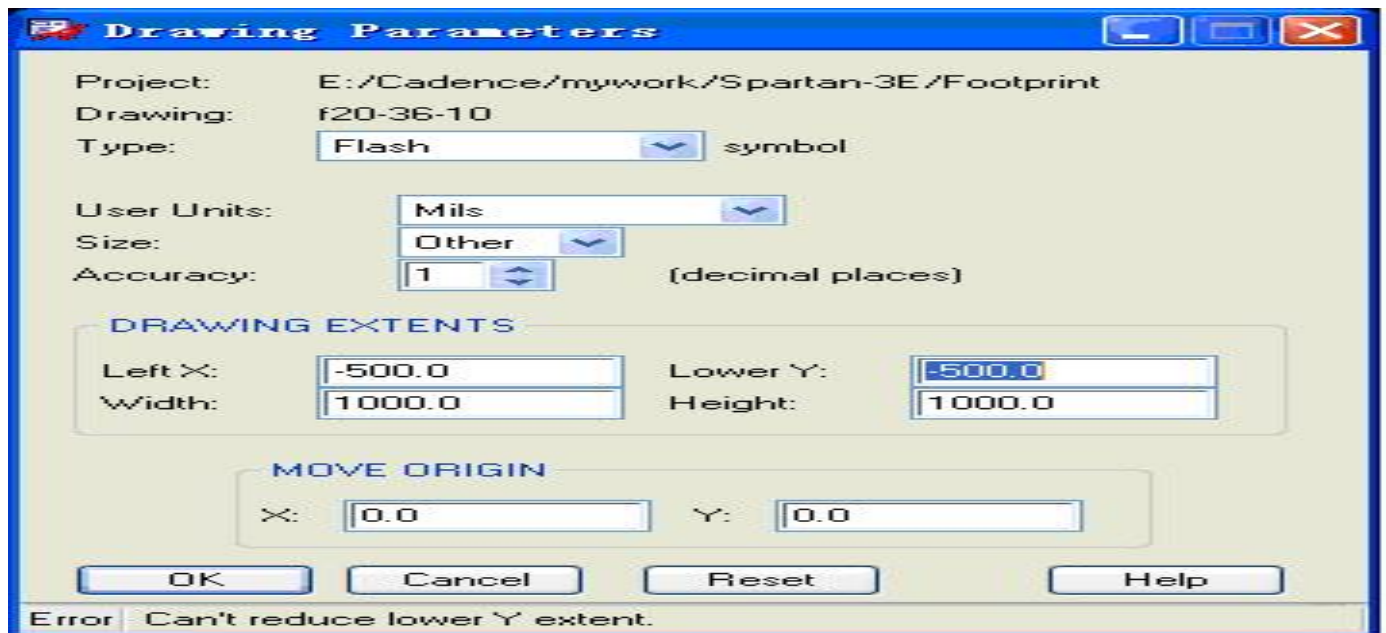 Drawing Parameters
Project: E:/Cadence/mywork/Spartan-3E/Footprint
Drawing: f20-36-10
Type: Flash symbol
User Units: Mils
Size: Other
Accuracy: 1 (decimal places)
DRAWING EXTENTS
Left X: -500.0 Lower Y: -500.0
Width: 1000.0 Height: 1000.0
MOVE ORIGIN
X: 0.0 Y: 0.0
OK Cancel Reset Help
Error Can't reduce lower Y extent.